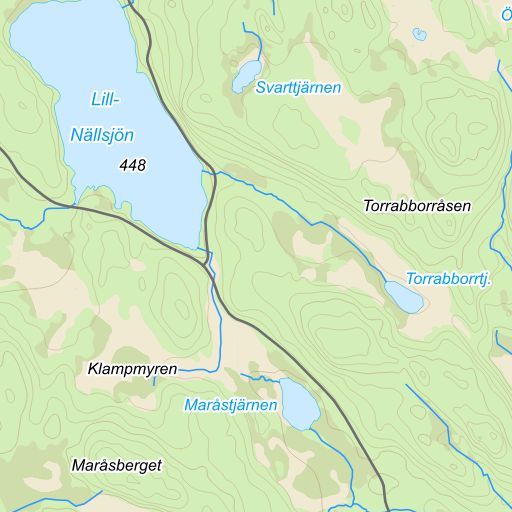 Ö
Svarttjärnen
Lill-
Nällsjön
448
Torrabborråsen
Torrabborrtj.
Klampmyren
Maråstjärnen
Maråsberget